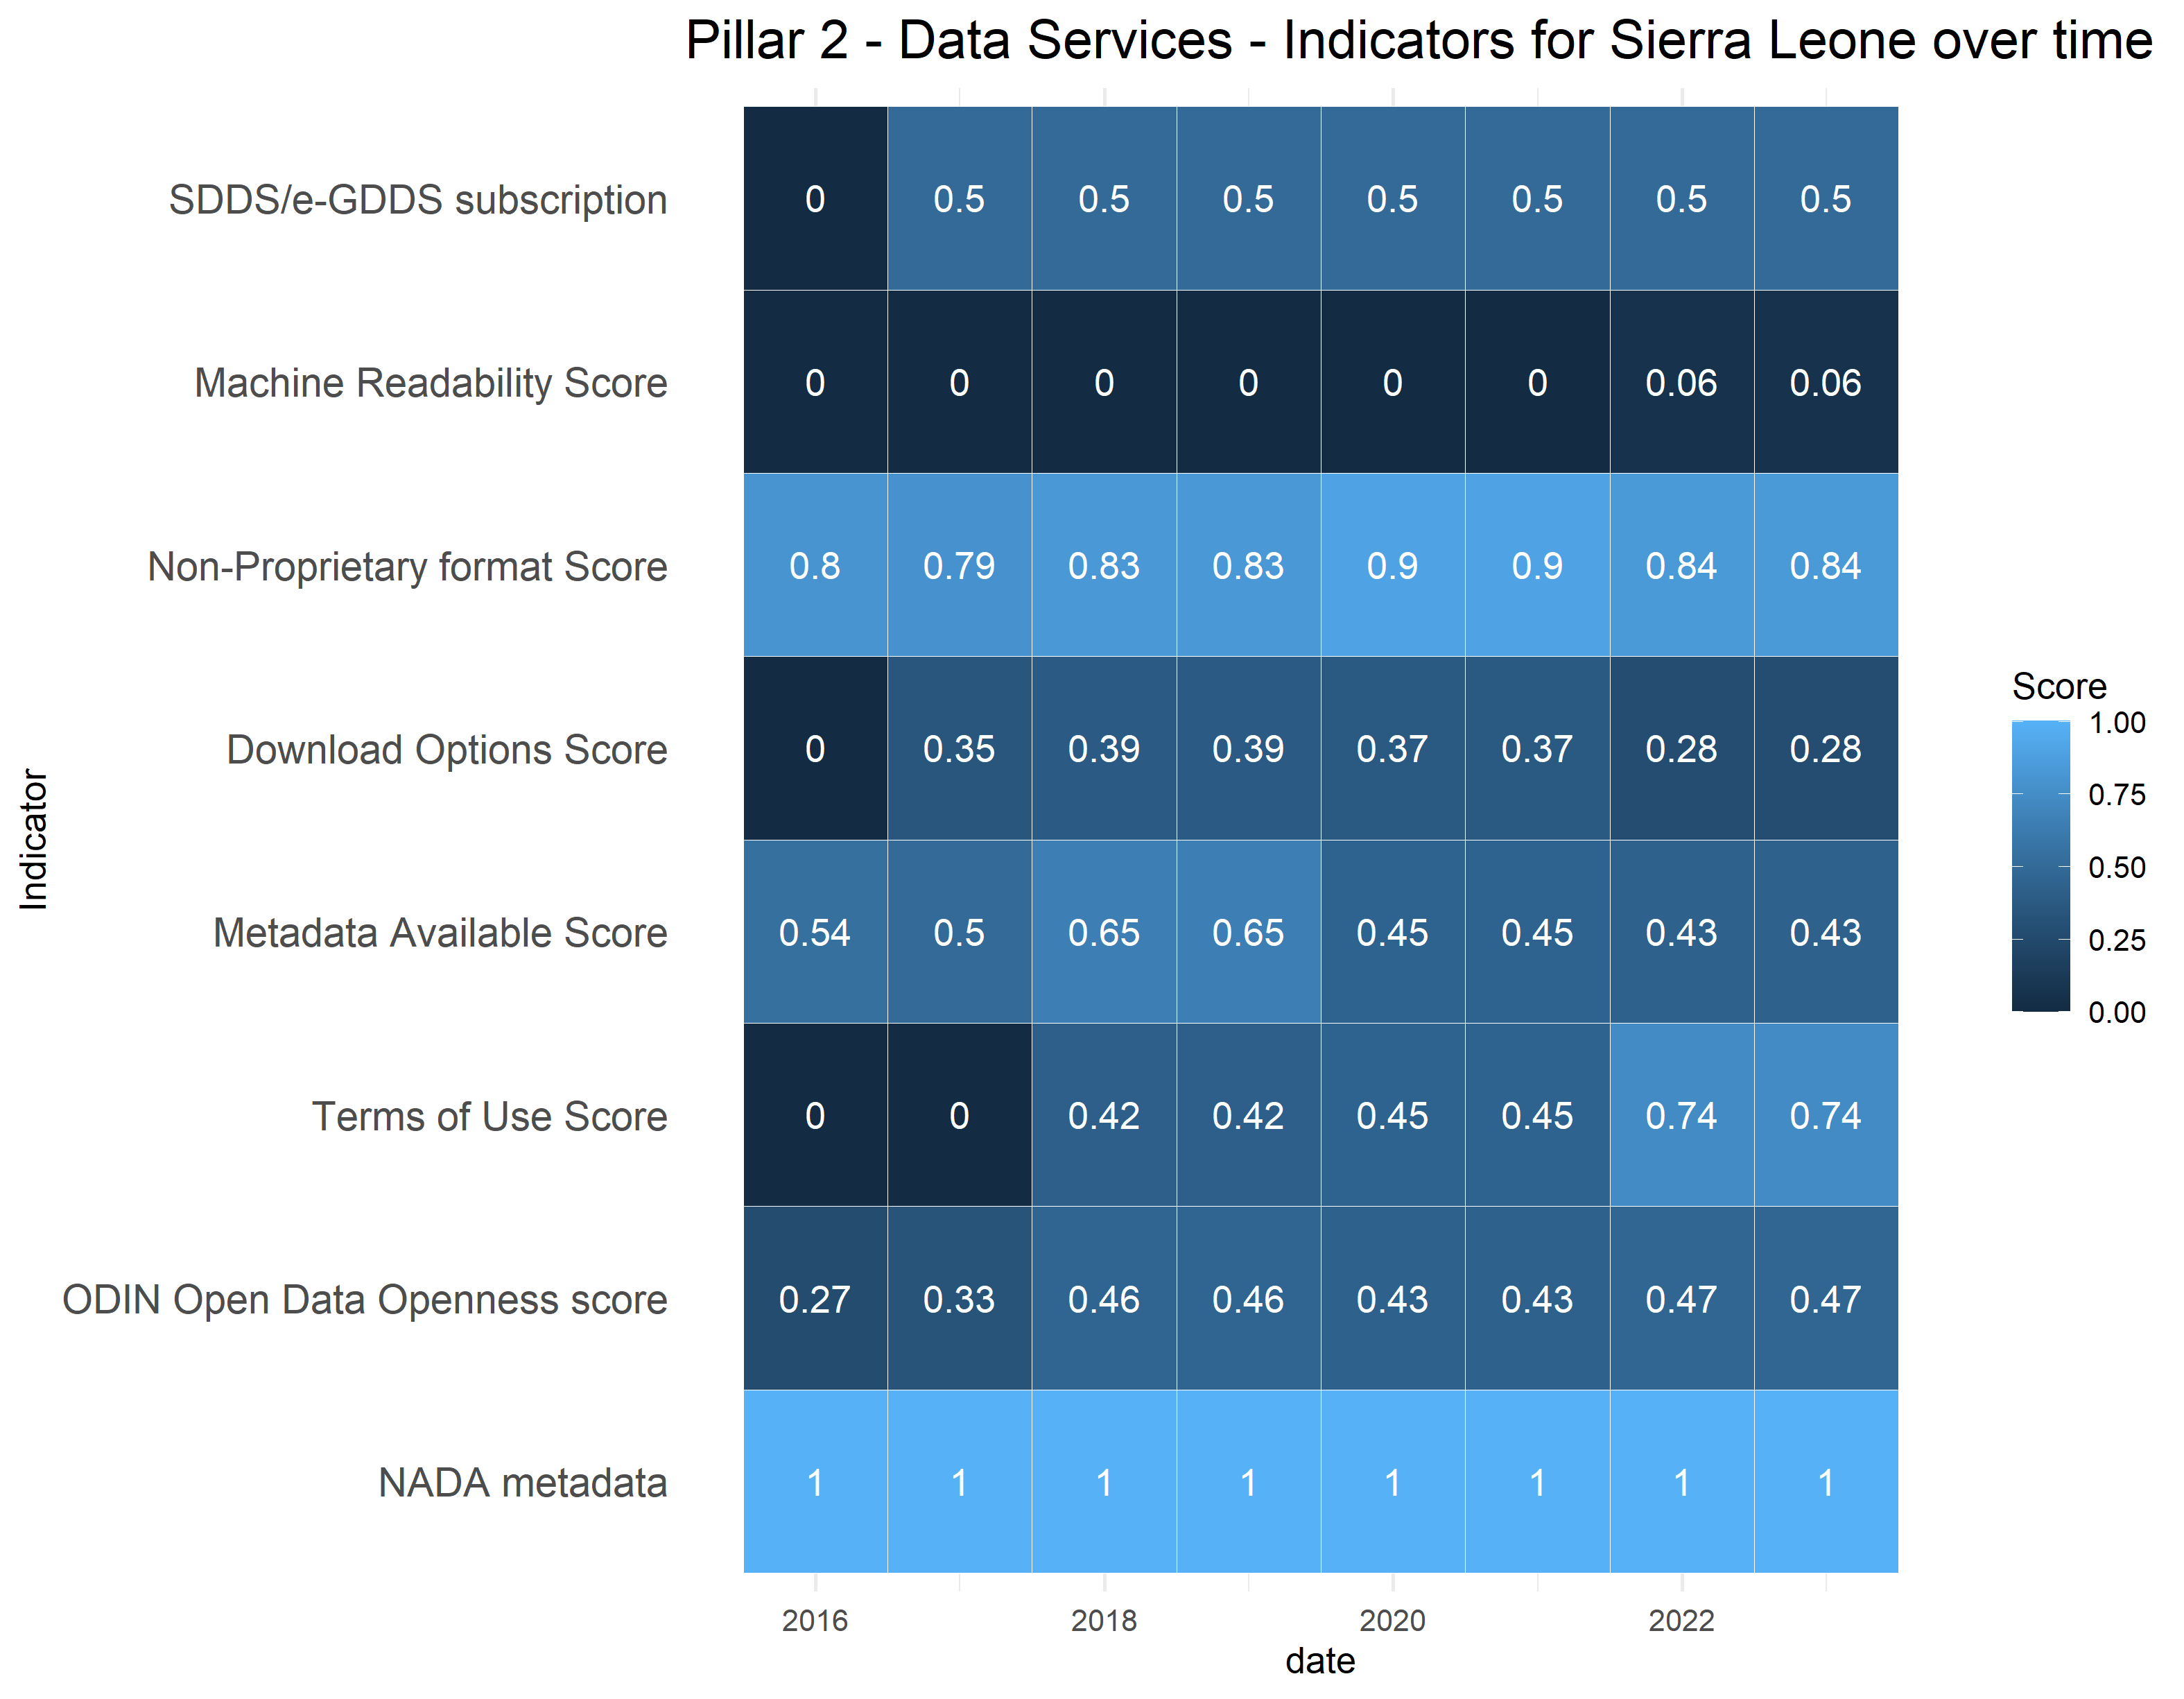 Pillar 2 - Data Services - Indicators for Sierra Leone over time
SDDS/e-GDDS subscription 0 0.5 0.5 0.5 0.5 0.5 0.5 0.5
Machine Readability Score 0 0 0 0 0 0 0.06 0.06
Non-Proprietary format Score 0.8 0.79 0.83 0.83 0.9 0.9 0.84 0.84
Download Options Score 0 0.35 0.39 0.39 0.37 0.37 0.28 0.28
Metadata Available Score 0.54 0.5 0.65 0.65 0.45 0.45 0.43 0.43
Terms of Use Score 0 0 0.42 0.42 0.45 0.45 0.74 0.74
ODIN Open Data Openness score 0.27 0.33 0.46 0.46 0.43 0.43 0.47 0.47
NADA metadata 1 1 1 1 1 1 1 1
2016 2018 2020 2022
date
Indicator
Score
1.00
0.75
0.50
0.25
0.00